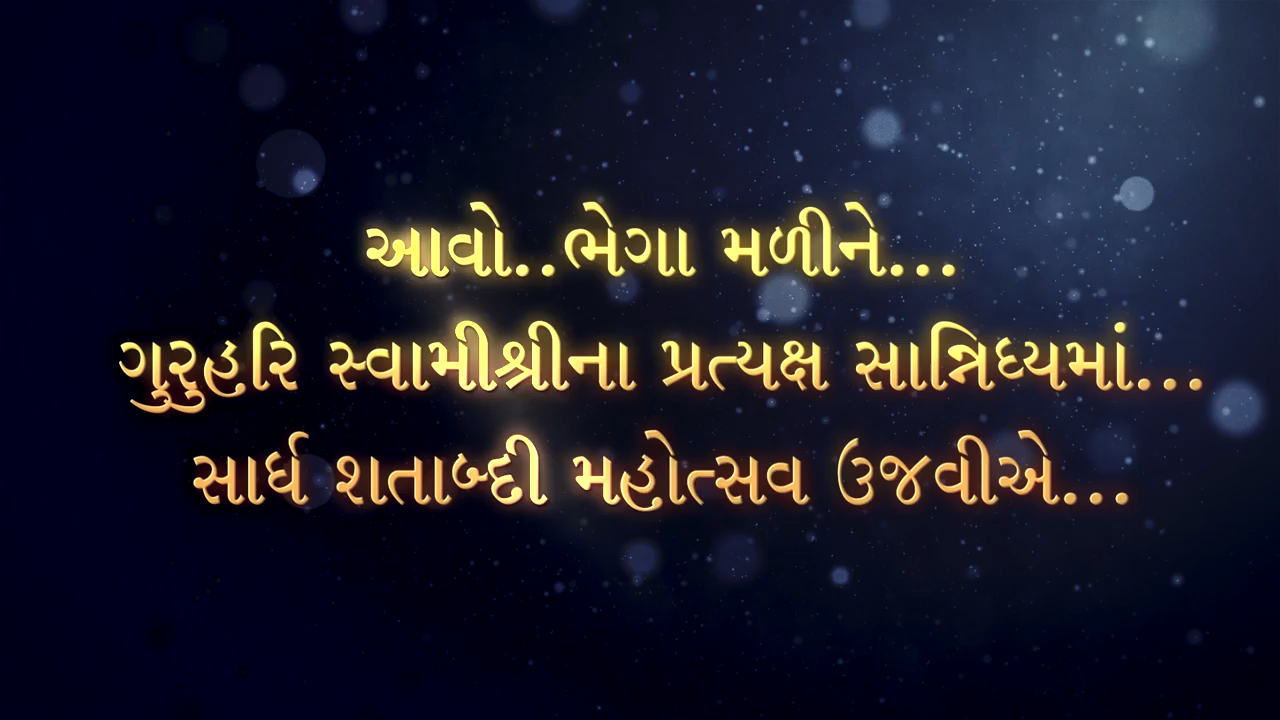 આવો..ભેગા મળીને...
ગુરુહરિ સ્વામીશ્રીના પ્રત્યક્ષ સાન્નિધ્યમાં...
સાર્ધ શતાબ્દી મહોત્સવ ઉજવીએ...